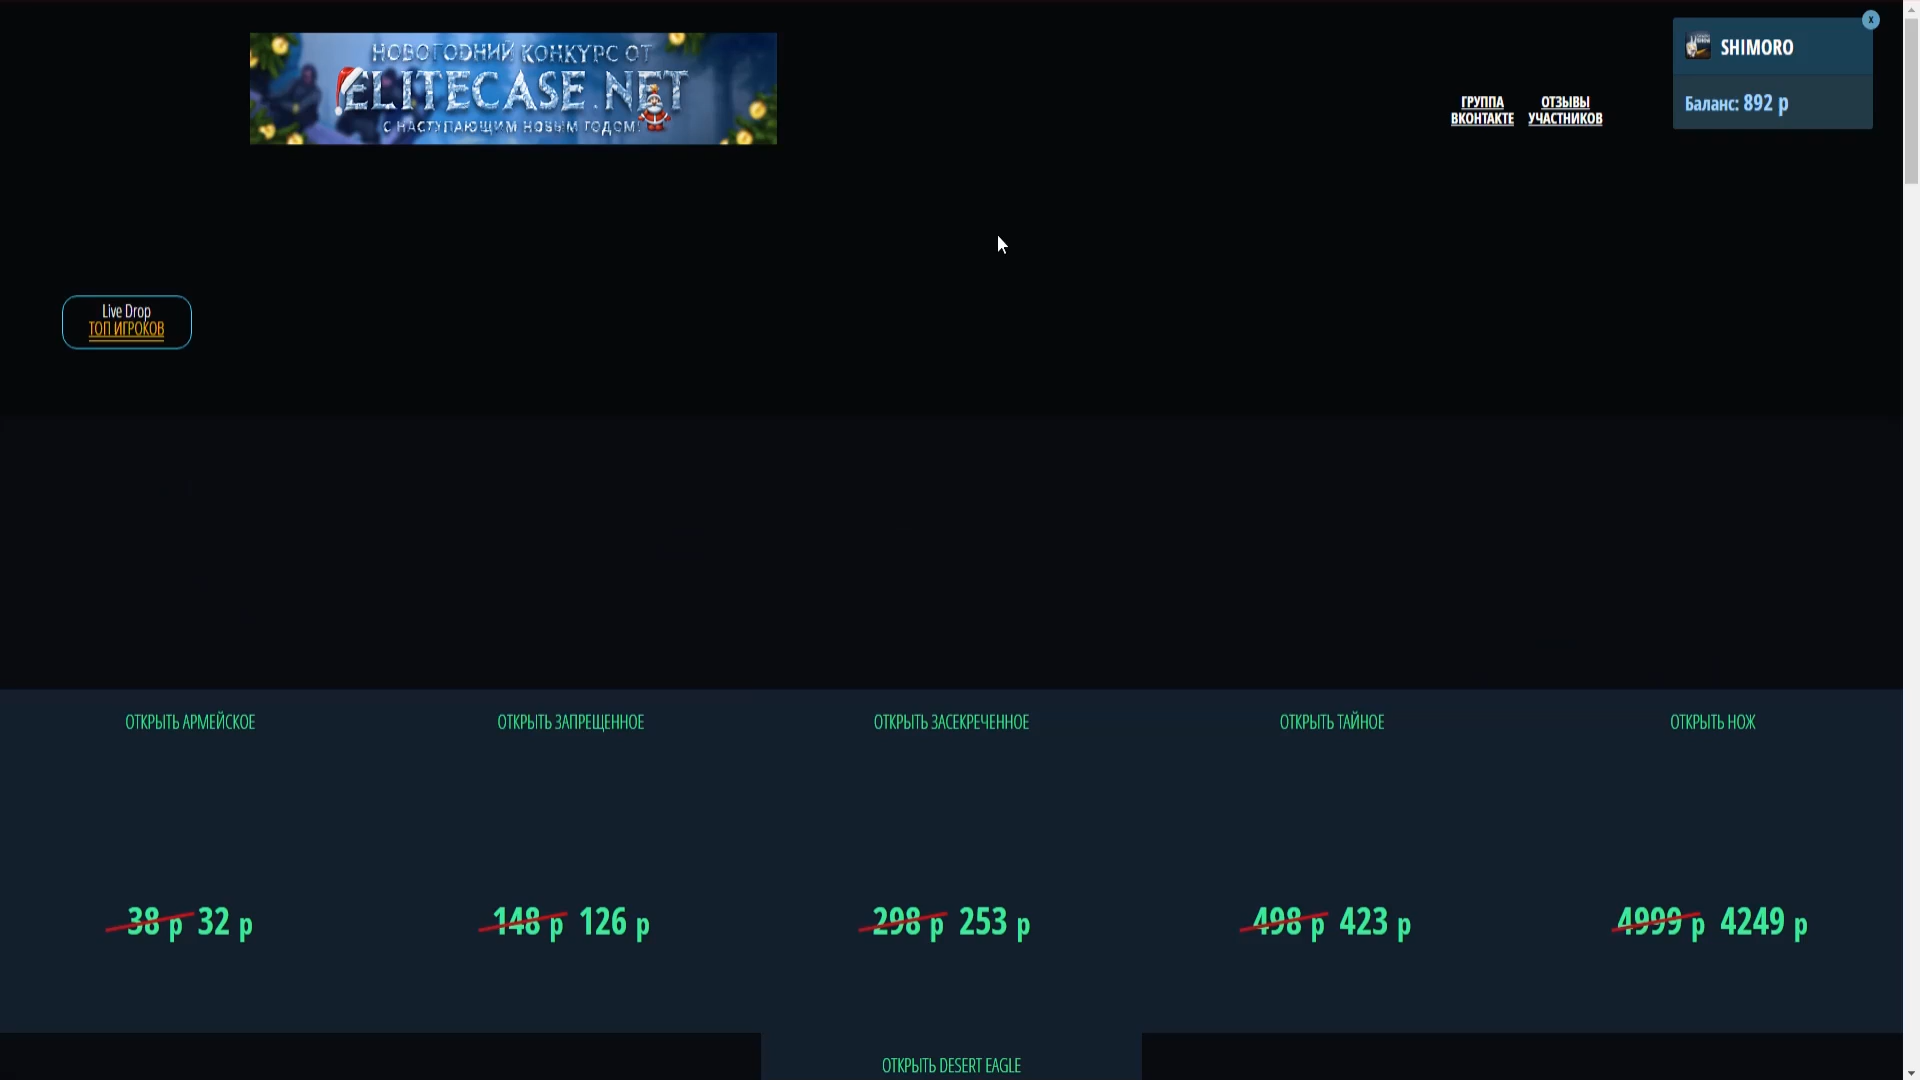 НОВОГОДНИЙ КОНКУРС ОТ
ELITECASE.NET
С НАСТУПАЮЩИМ НОВЫМ ГОДОМ!
ГРУППА
ВКОНТАКТЕ
ОТЗЫВЫ
УЧАСТНИКОВ
x
SHIMORO
Баланс: 892 р
Live Drop
ТОП ИГРОКОВ
ОТКРЫТЬ АРМЕЙСКОЕ
ОТКРЫТЬ ЗАПРЕЩЕННОЕ
ОТКРЫТЬ ЗАСЕКРЕЧЕННОЕ
ОТКРЫТЬ ТАЙНОЕ
ОТКРЫТЬ НОЖ
38 р 32 р
148 р 126 р
298 р 253 р
498 р 423 р
4999 р 4249 р
ОТКРЫТЬ DESERT EAGLE